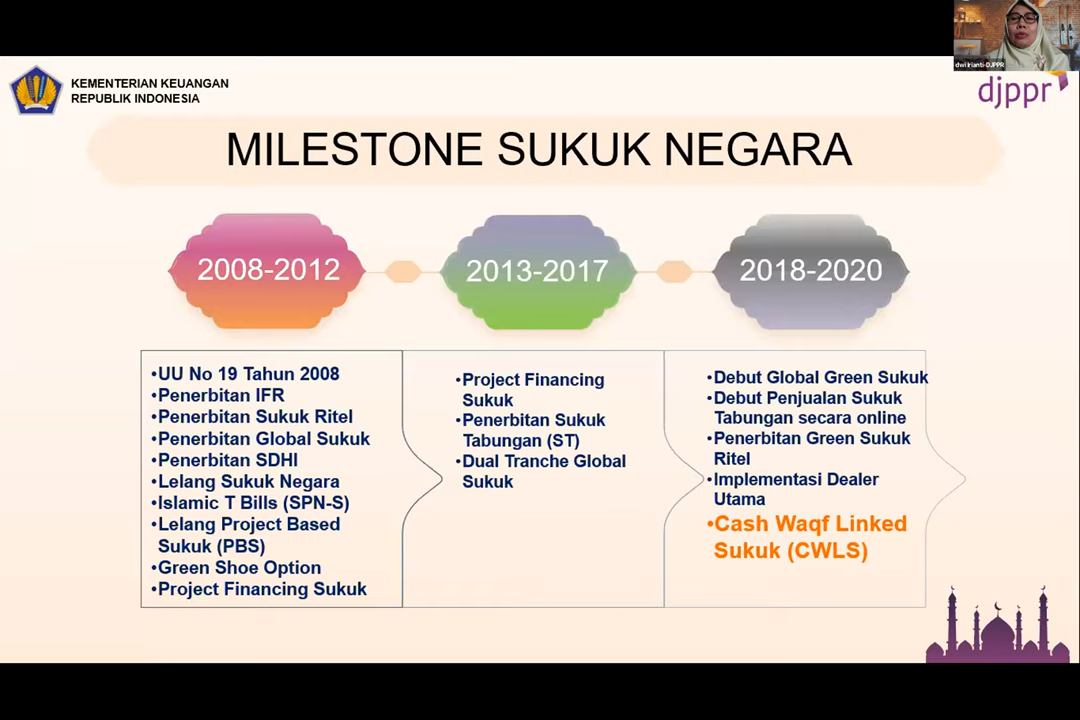 dwi Irianti-DJPPR
KEMENTERIAN KEUANGAN
REPUBLIK INDONESIA
djppr
MILESTONE SUKUK NEGARA
2008-2012
2013-2017
2018-2020
•UU No 19 Tahun 2008
•Penerbitan IFR
•Penerbitan Sukuk Ritel
•Penerbitan Global Sukuk
•Penerbitan SDHI
•Lelang Sukuk Negara
•Islamic T Bills (SPN-S)
•Lelang Project Based
Sukuk (PBS)
•Green Shoe Option
•Project Financing Sukuk
•Project Financing
Sukuk
•Penerbitan Sukuk
Tabungan (ST)
•Dual Tranche Global
Sukuk
•Debut Global Green Sukuk
•Debut Penjualan Sukuk
Tabungan secara online
•Penerbitan Green Sukuk
Ritel
•Implementasi Dealer
Utama
•Cash Waqf Linked
Sukuk (CWLS)